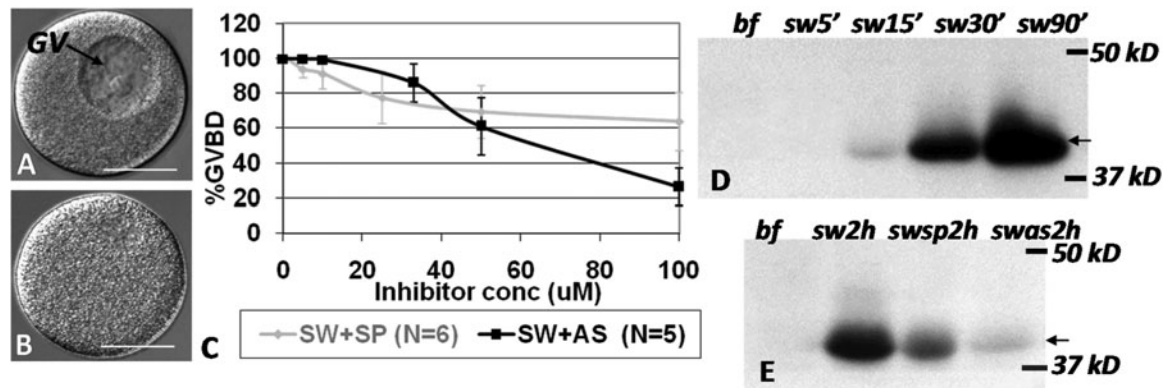 GV
A
B
120
100
80
60
40
20
0
%GVBD
0 20 40 60 80 100
Inhibitor conc (uM)
SW+SP (N=6) SW+AS (N=5)
C
bf sw5’ sw15’ sw30’ sw90’
50 kD
37 kD
D
bf sw2h swsp2h swas2h
50 kD
37 kD
E